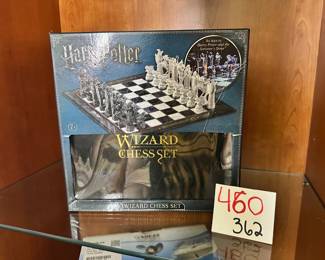 Harry Potter
As seen in
Harry Potter and the
Sorcerer's Stone
WIZARD
CHESS SET
WIZARD CHESS SET
460
362